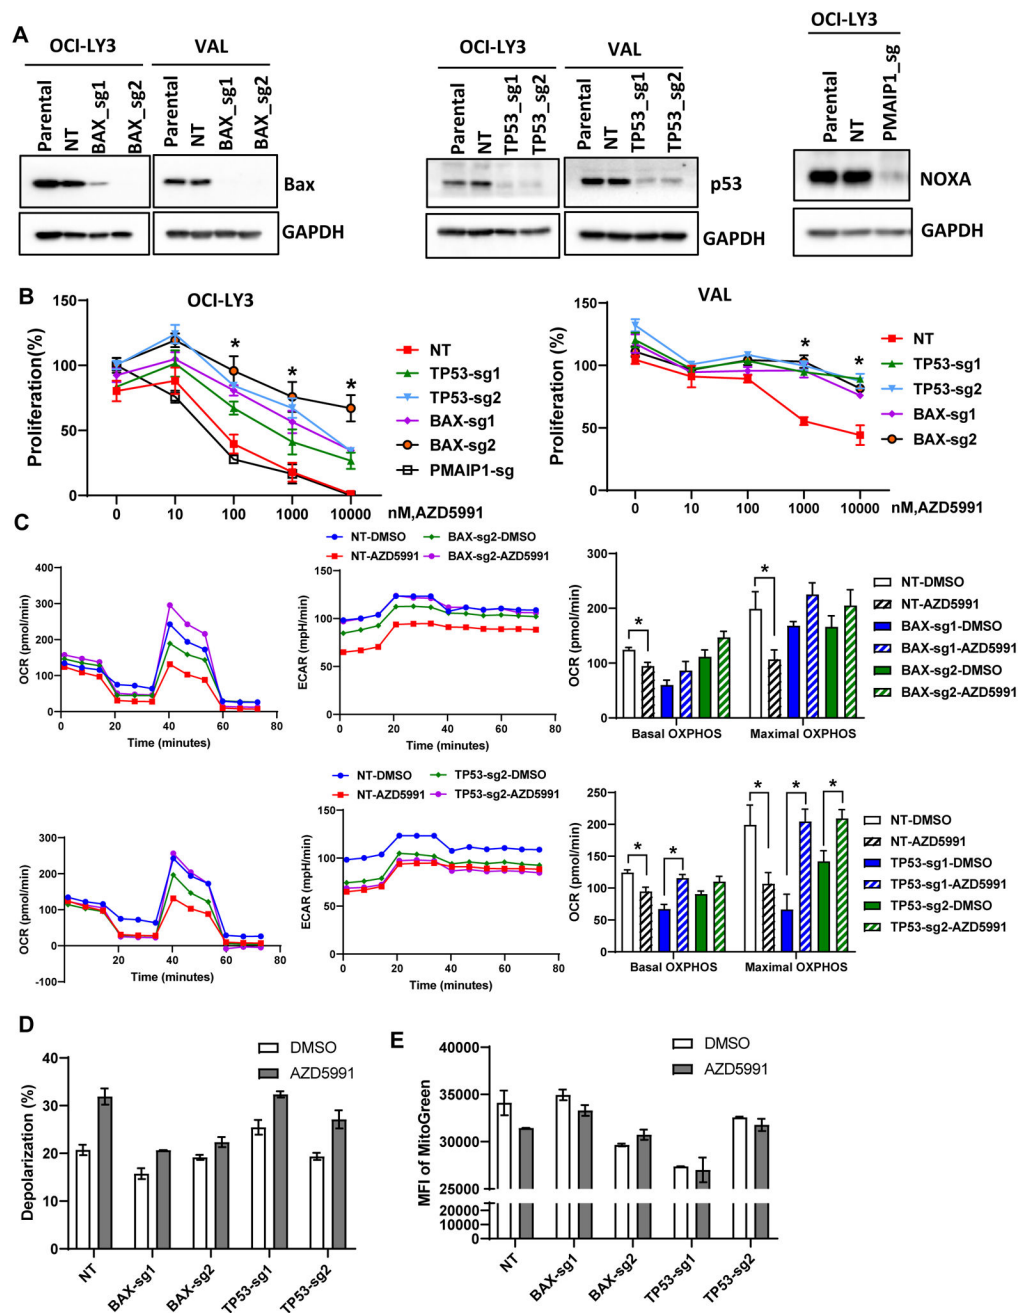 A
OCI-LY3
VAL
Parental
NT
BAX_sg1
BAX_sg2
Parental
NT
BAX_sg1
BAX_sg2
Bax
GAPDH
OCI-LY3
VAL
Parental
NT
TP53_sg1
TP53_sg2
Parental
NT
TP53_sg1
TP53_sg2
p53
GAPDH
OCI-LY3
Parental
NT
PMAIP1_sg
NOXA
GAPDH
B
OCI-LY3
Proliferation(%)
150
100
50
0
0 10 100 1000 10000 nM,AZD5991
* * *
NT
TP53-sg1
TP53-sg2
BAX-sg1
BAX-sg2
PMAIP1-sg
VAL
Proliferation (%)
150
100
50
0
0 10 100 1000 10000 nM,AZD5991
* *
NT
TP53-sg1
TP53-sg2
BAX-sg1
BAX-sg2
C
OCR (pmol/min)
400
300
200
100
0
0 20 40 60 80
Time (minutes)
NT-DMSO BAX-sg2-DMSO
NT-AZD5991 BAX-sg2-AZD5991
ECAR (mpH/min)
150
100
50
0
0 20 40 60 80
Time (minutes)
OCR (pmol/min)
300
200
100
0
* *
Basal OXPHOS Maximal OXPHOS
NT-DMSO
NT-AZD5991
BAX-sg1-DMSO
BAX-sg1-AZD5991
BAX-sg2-DMSO
BAX-sg2-AZD5991
OCR (pmol/min)
300
200
100
0
-100
20 40 60 80
Time (minutes)
NT-DMSO TP53-sg2-DMSO
NT-AZD5991 TP53-sg2-AZD5991
ECAR (mpH/min)
150
100
50
0
0 20 40 60 80
Time (minutes)
OCR (pmol/min)
250
200
150
100
50
0
* * * * *
Basal OXPHOS Maximal OXPHOS
NT-DMSO
NT-AZD5991
TP53-sg1-DMSO
TP53-sg1-AZD5991
TP53-sg2-DMSO
TP53-sg2-AZD5991
D
Depolarization (%)
40
30
20
10
0
DMSO
AZD5991
NT
BAX-sg1
BAX-sg2
TP53-sg1
TP53-sg2
E
MFI of MitoGreen
40000
35000
30000
25000
20000
10000
0
DMSO
AZD5991
NT
BAX-sg1
BAX-sg2
TP53-sg1
TP53-sg2